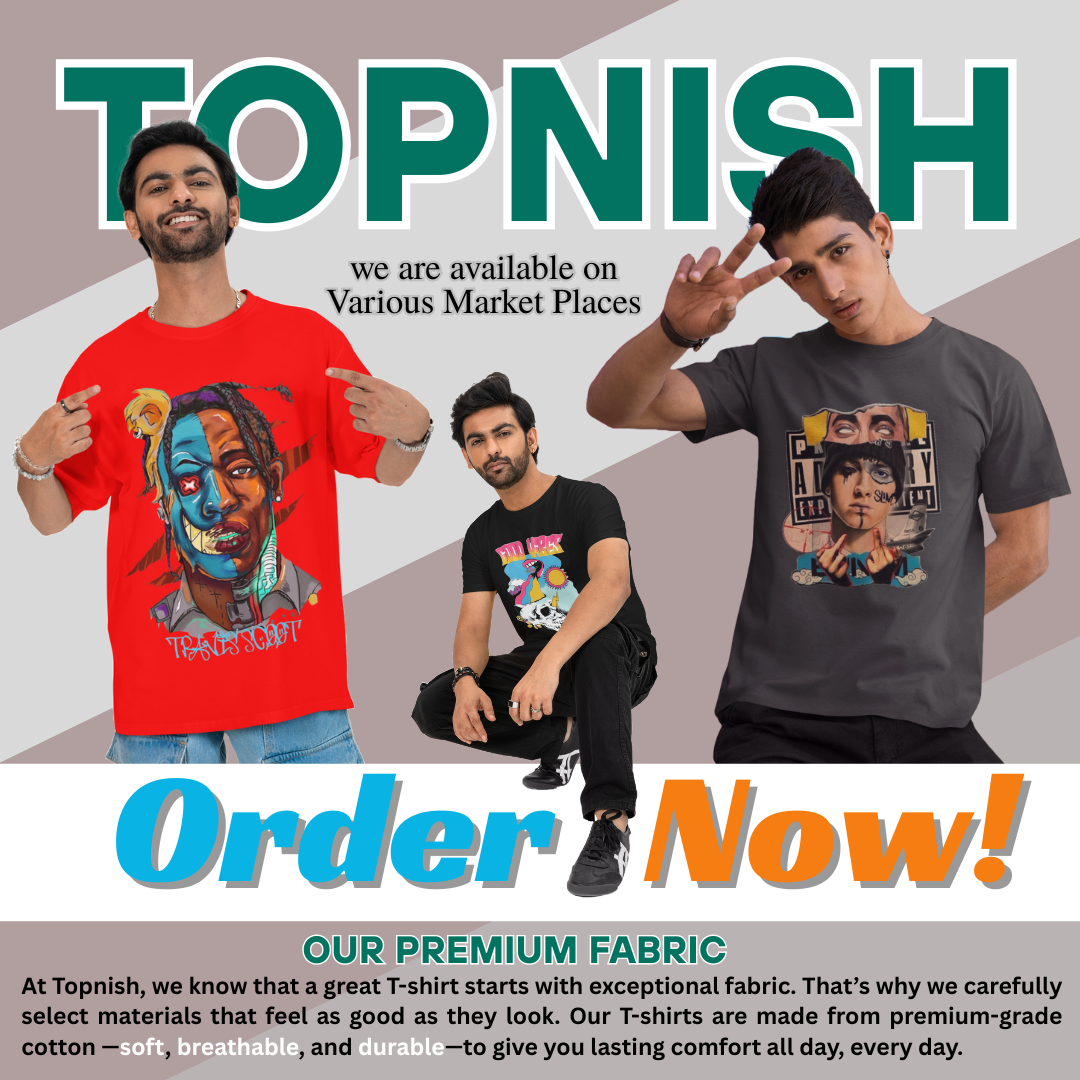 TOPNISH
we are available on
Various Market Places
TRAVIS SCOOT
SLIM
Order Now!
OUR PREMIUM FABRIC
At Topnish, we know that a great T-shirt starts with exceptional fabric. That's why we carefully
select materials that feel as good as they look. Our T-shirts are made from premium-grade
cotton —soft, breathable, and durable—to give you lasting comfort all day, every day.